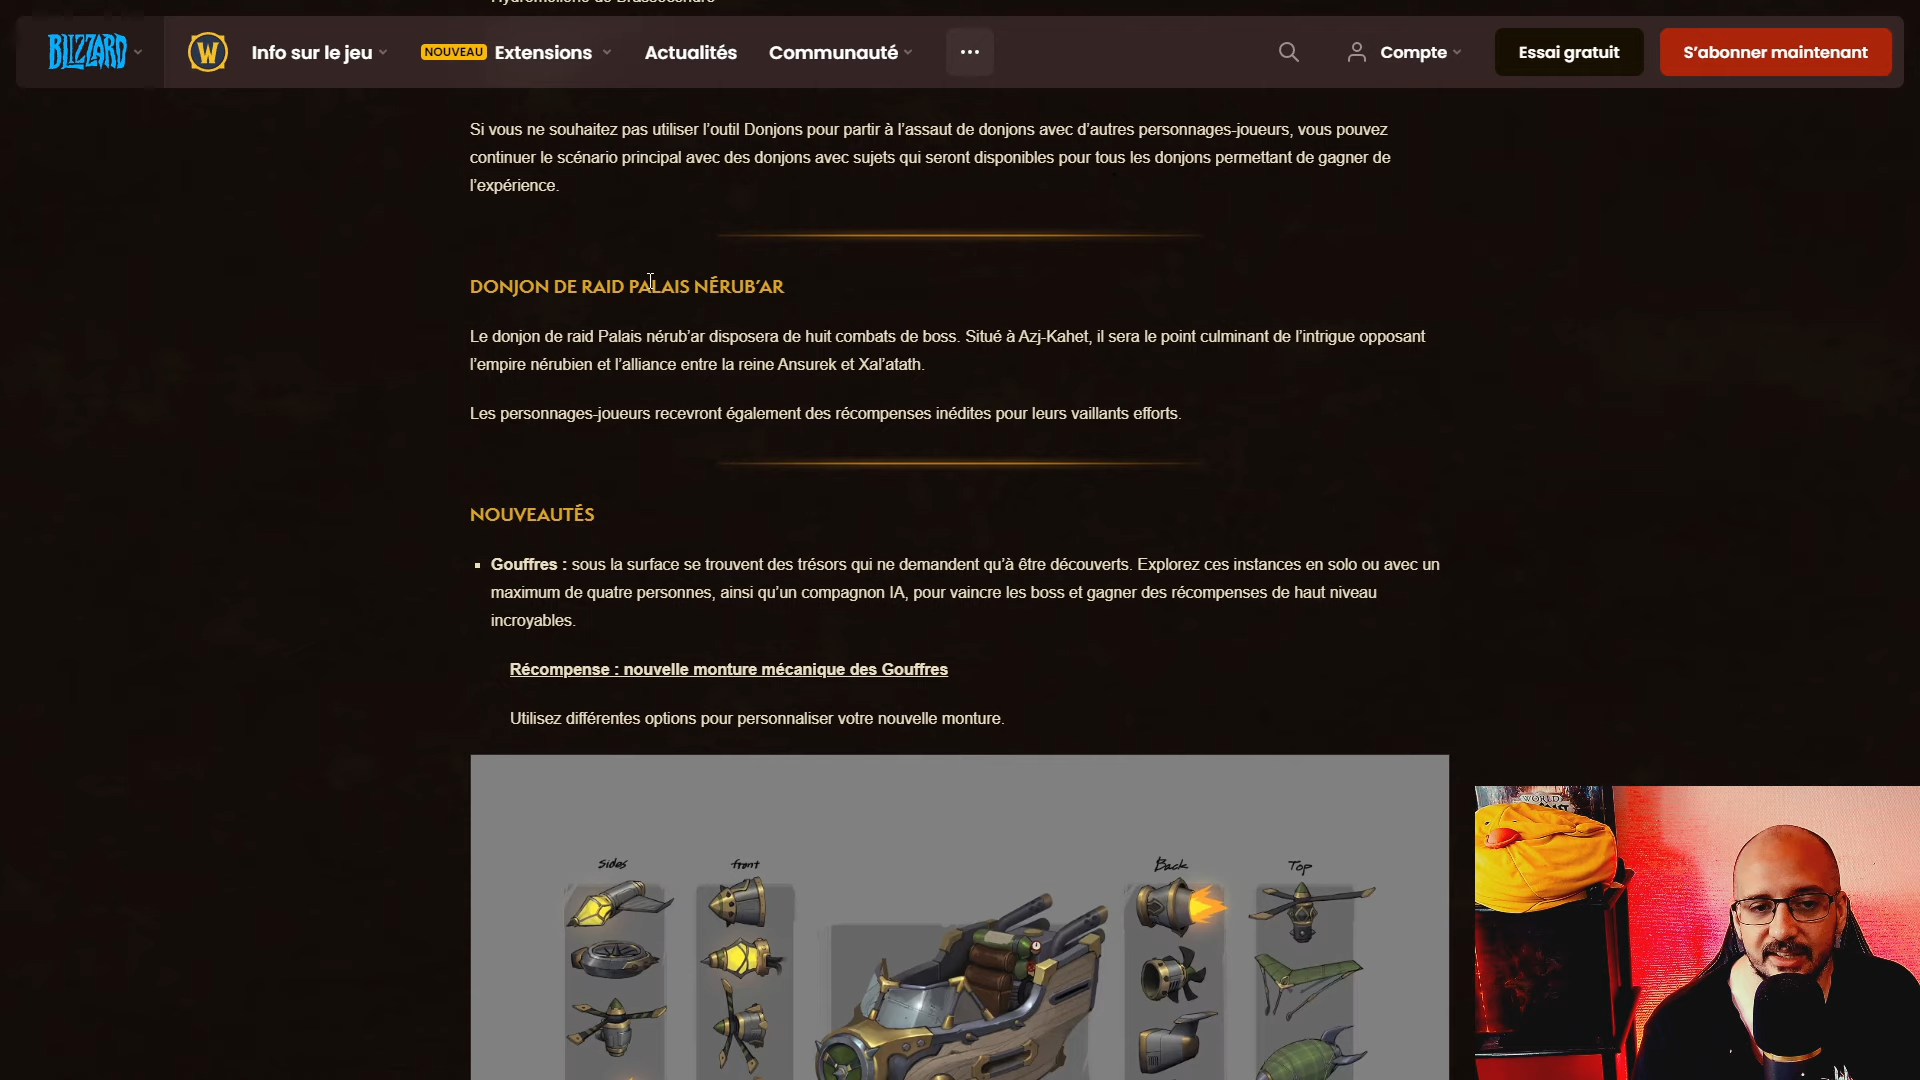 BLIZZARD
W
Info sur le jeu
NOUVEAU
Extensions
Actualités
Communauté
Compte
Essai gratuit
S'abonner maintenant
Si vous ne souhaitez pas utiliser l'outil Donjons pour partir à l'assaut de donjons avec d'autres personnages-joueurs, vous pouvez
continuer le scénario principal avec des donjons avec sujets qui seront disponibles pour tous les donjons permettant de gagner de
l'expérience.
DONJON DE RAID PALAIS NÉRUB'AR
Le donjon de raid Palais nérub'ar disposera de huit combats de boss. Situé à Azj-Kahet, il sera le point culminant de l'intrigue opposant
l'empire nérubien et l'alliance entre la reine Ansurek et Xal'atath.
Les personnages-joueurs recevront également des récompenses inédites pour leurs vaillants efforts.
NOUVEAUTÉS
Gouffres : sous la surface se trouvent des trésors qui ne demandent qu'à être découverts. Explorez ces instances en solo ou avec un
maximum de quatre personnes, ainsi qu'un compagnon IA, pour vaincre les boss et gagner des récompenses de haut niveau
incroyables.
Récompense : nouvelle monture mécanique des Gouffres
Utilisez différentes options pour personnaliser votre nouvelle monture.
Sides
front
Back
Top
WORLD